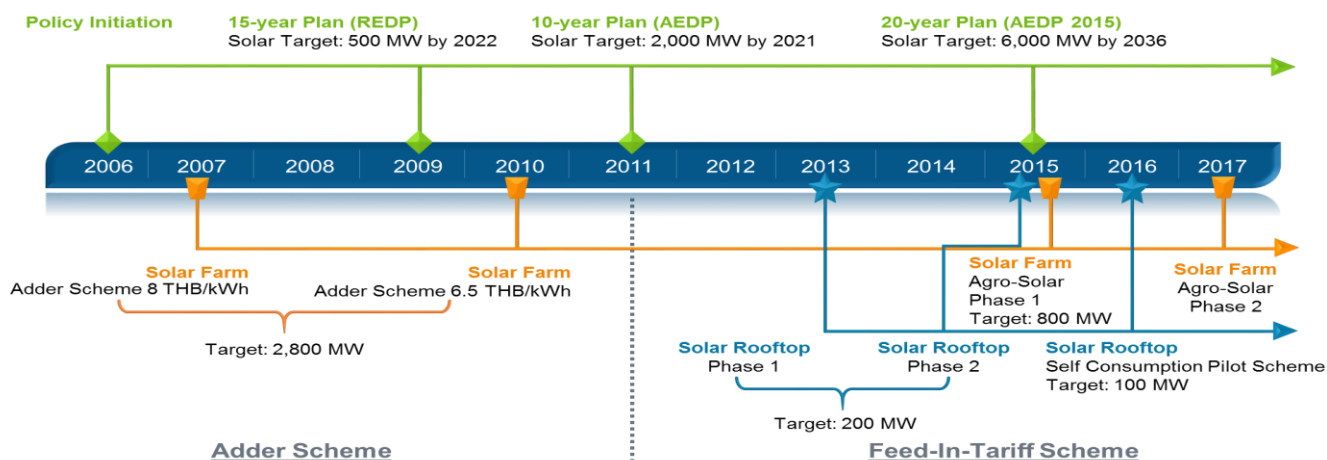 Policy Initiation
15-year Plan (REDP)
Solar Target: 500 MW by 2022
10-year Plan (AEDP)
Solar Target: 2,000 MW by 2021
20-year Plan (AEDP 2015)
Solar Target: 6,000 MW by 2036
2006 2007 2008 2009 2010 2011 2012 2013 2014 2015 2016 2017
Solar Farm
Adder Scheme 8 THB/kWh
Solar Farm
Adder Scheme 6.5 THB/kWh
Target: 2,800 MW
Solar Farm
Agro-Solar
Phase 1
Target: 800 MW
Solar Farm
Agro-Solar
Phase 2
Solar Rooftop
Phase 1
Solar Rooftop
Phase 2
Target: 200 MW
Solar Rooftop
Self Consumption Pilot Scheme
Target: 100 MW
Adder Scheme
Feed-In-Tariff Scheme